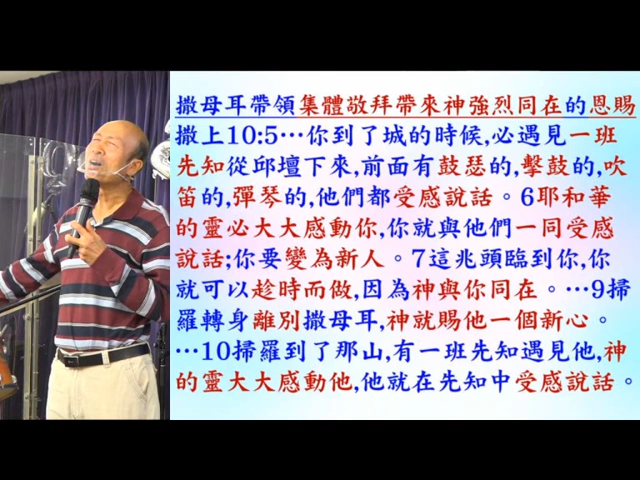 撒母耳帶領集體敬拜帶來神強烈同在的恩賜
撒上10:5…你到了城的時候,必遇見一班
先知從邱壇下來,前面有鼓瑟的,擊鼓的,吹
笛的,彈琴的,他們都受感說話。6耶和華
的靈必大大感動你,你就與他們一同受感
說話;你要變為新人。7這兆頭臨到你,你
就可以趁時而做,因為神與你同在。…9掃
羅轉身離別撒母耳,神就賜他一個新心。
…10掃羅到了那山,有一班先知遇見他,神
的靈大大感動他,他就在先知中受感說話。